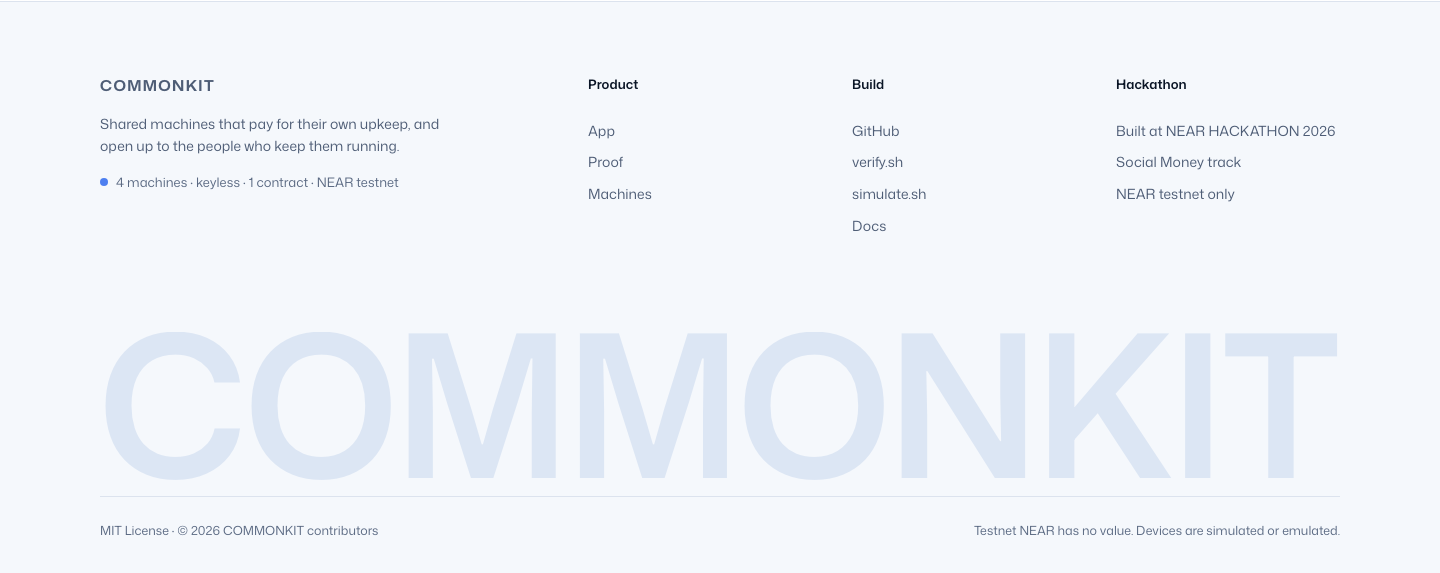 COMMONKIT
Shared machines that pay for their own upkeep, and
open up to the people who keep them running.
4 machines · keyless · 1 contract · NEAR testnet
Product
App
Proof
Machines
Build
GitHub
verify.sh
simulate.sh
Docs
Hackathon
Built at NEAR HACKATHON 2026
Social Money track
NEAR testnet only
COMMONKIT
MIT License · © 2026 COMMONKIT contributors
Testnet NEAR has no value. Devices are simulated or emulated.